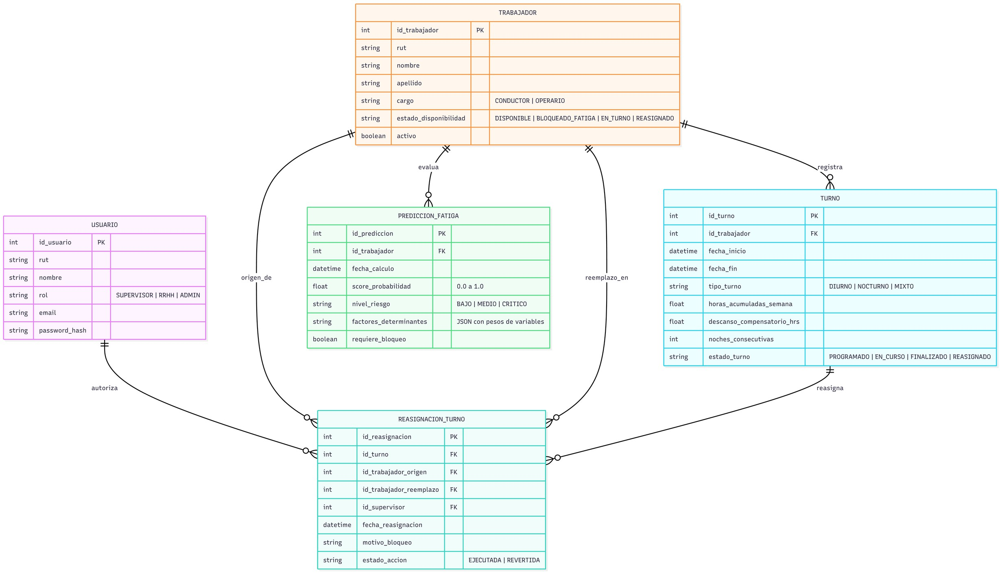 TRABAJADOR
int id_trabajador PK
string rut
string nombre
string apellido
string cargo CONDUCTOR | OPERARIO
string estado_disponibilidad DISPONIBLE | BLOQUEADO_FATIGA | EN_TURNO | REASIGNADO
boolean activo
evalua
registra
origen_de
reemplazo_en
USUARIO
int id_usuario PK
string rut
string nombre
string rol SUPERVISOR | RRHH | ADMIN
string email
string password_hash
PREDICCION_FATIGA
int id_prediccion PK
int id_trabajador FK
datetime fecha_calculo
float score_probabilidad 0.0 a 1.0
string nivel_riesgo BAJO | MEDIO | CRITICO
string factores_determinantes JSON con pesos de variables
boolean requiere_bloqueo
TURNO
int id_turno PK
int id_trabajador FK
datetime fecha_inicio
datetime fecha_fin
string tipo_turno DIURNO | NOCTURNO | MIXTO
float horas_acumuladas_semana
float descanso_compensatorio_hrs
int noches_consecutivas
string estado_turno PROGRAMADO | EN_CURSO | FINALIZADO | REASIGNADO
autoriza
reasigna
REASIGNACION_TURNO
int id_reasignacion PK
int id_turno FK
int id_trabajador_origen FK
int id_trabajador_reemplazo FK
int id_supervisor FK
datetime fecha_reasignacion
string motivo_bloqueo
string estado_accion EJECUTADA | REVERTIDA